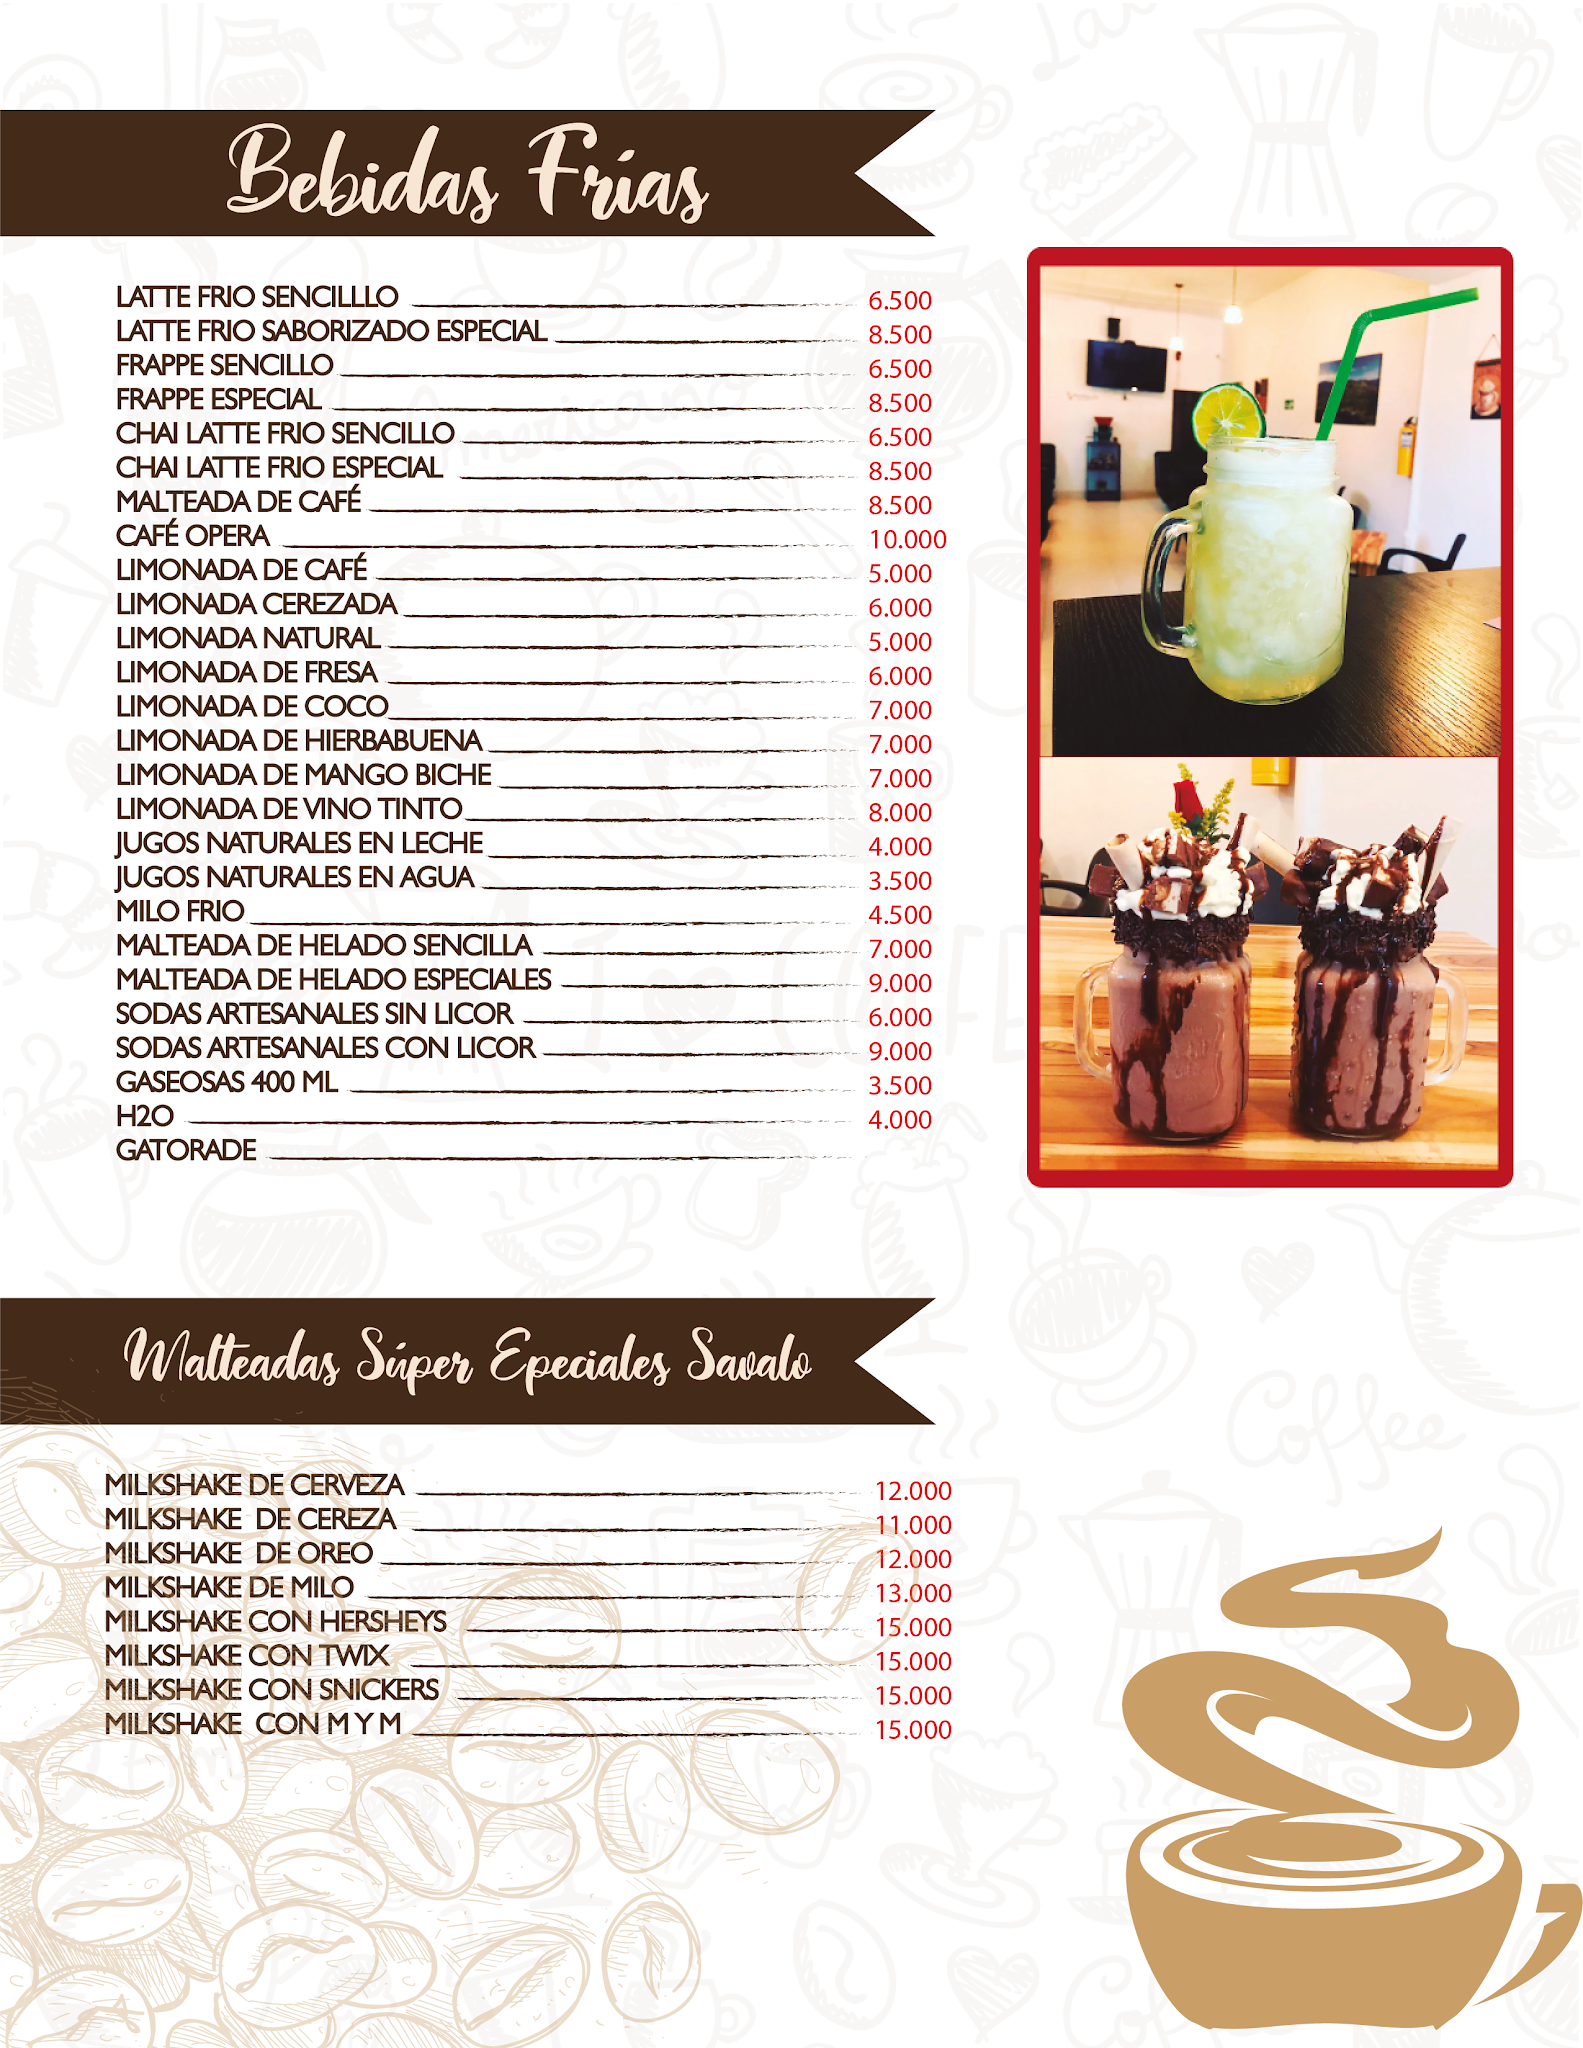 Bebidas Frías
LATTE FRIO SENCILLLO 6.500
LATTE FRIO SABORIZADO ESPECIAL 8.500
FRAPPE SENCILLO 6.500
FRAPPE ESPECIAL 8.500
CHAI LATTE FRIO SENCILLO 6.500
CHAI LATTE FRIO ESPECIAL 8.500
MALTEADA DE CAFÉ 8.500
CAFÉ OPERA 10.000
LIMONADA DE CAFÉ 5.000
LIMONADA CEREZADA 6.000
LIMONADA NATURAL 5.000
LIMONADA DE FRESA 6.000
LIMONADA DE COCO 7.000
LIMONADA DE HIERBABUENA 7.000
LIMONADA DE MANGO BICHE 7.000
LIMONADA DE VINO TINTO 8.000
JUGOS NATURALES EN LECHE 4.000
JUGOS NATURALES EN AGUA 3.500
MILO FRIO 4.500
MALTEADA DE HELADO SENCILLA 7.000
MALTEADA DE HELADO ESPECIALES 9.000
SODAS ARTESANALES SIN LICOR 6.000
SODAS ARTESANALES CON LICOR 9.000
GASEOSAS 400 ML 3.500
H2O 4.000
GATORADE
Malteadas Súper Epeciales Savalo
MILKSHAKE DE CERVEZA 12.000
MILKSHAKE DE CEREZA 11.000
MILKSHAKE DE OREO 12.000
MILKSHAKE DE MILO 13.000
MILKSHAKE CON HERSHEYS 15.000
MILKSHAKE CON TWIX 15.000
MILKSHAKE CON SNICKERS 15.000
MILKSHAKE CON M Y M 15.000
Coffee